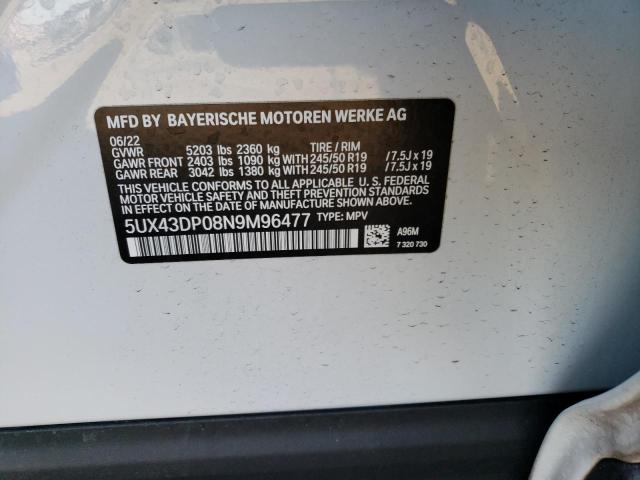 MFD BY BAYERISCHE MOTOREN WERKE AG
06/22
GVWR 5203 lbs 2360 kg TIRE / RIM
GAWR FRONT 2403 lbs 1090 kg WITH 245/50 R19 / 7.5J x 19
GAWR REAR 3042 lbs 1380 kg WITH 245/50 R19 / 7.5J x 19
THIS VEHICLE CONFORMS TO ALL APPLICABLE U. S. FEDERAL
MOTOR VEHICLE SAFETY AND THEFT PREVENTION STANDARDS
IN EFFECT ON THE DATE OF MANUFACTURE SHOWN ABOVE.
5UX43DP08N9M96477 TYPE: MPV
A96M
7 320 730